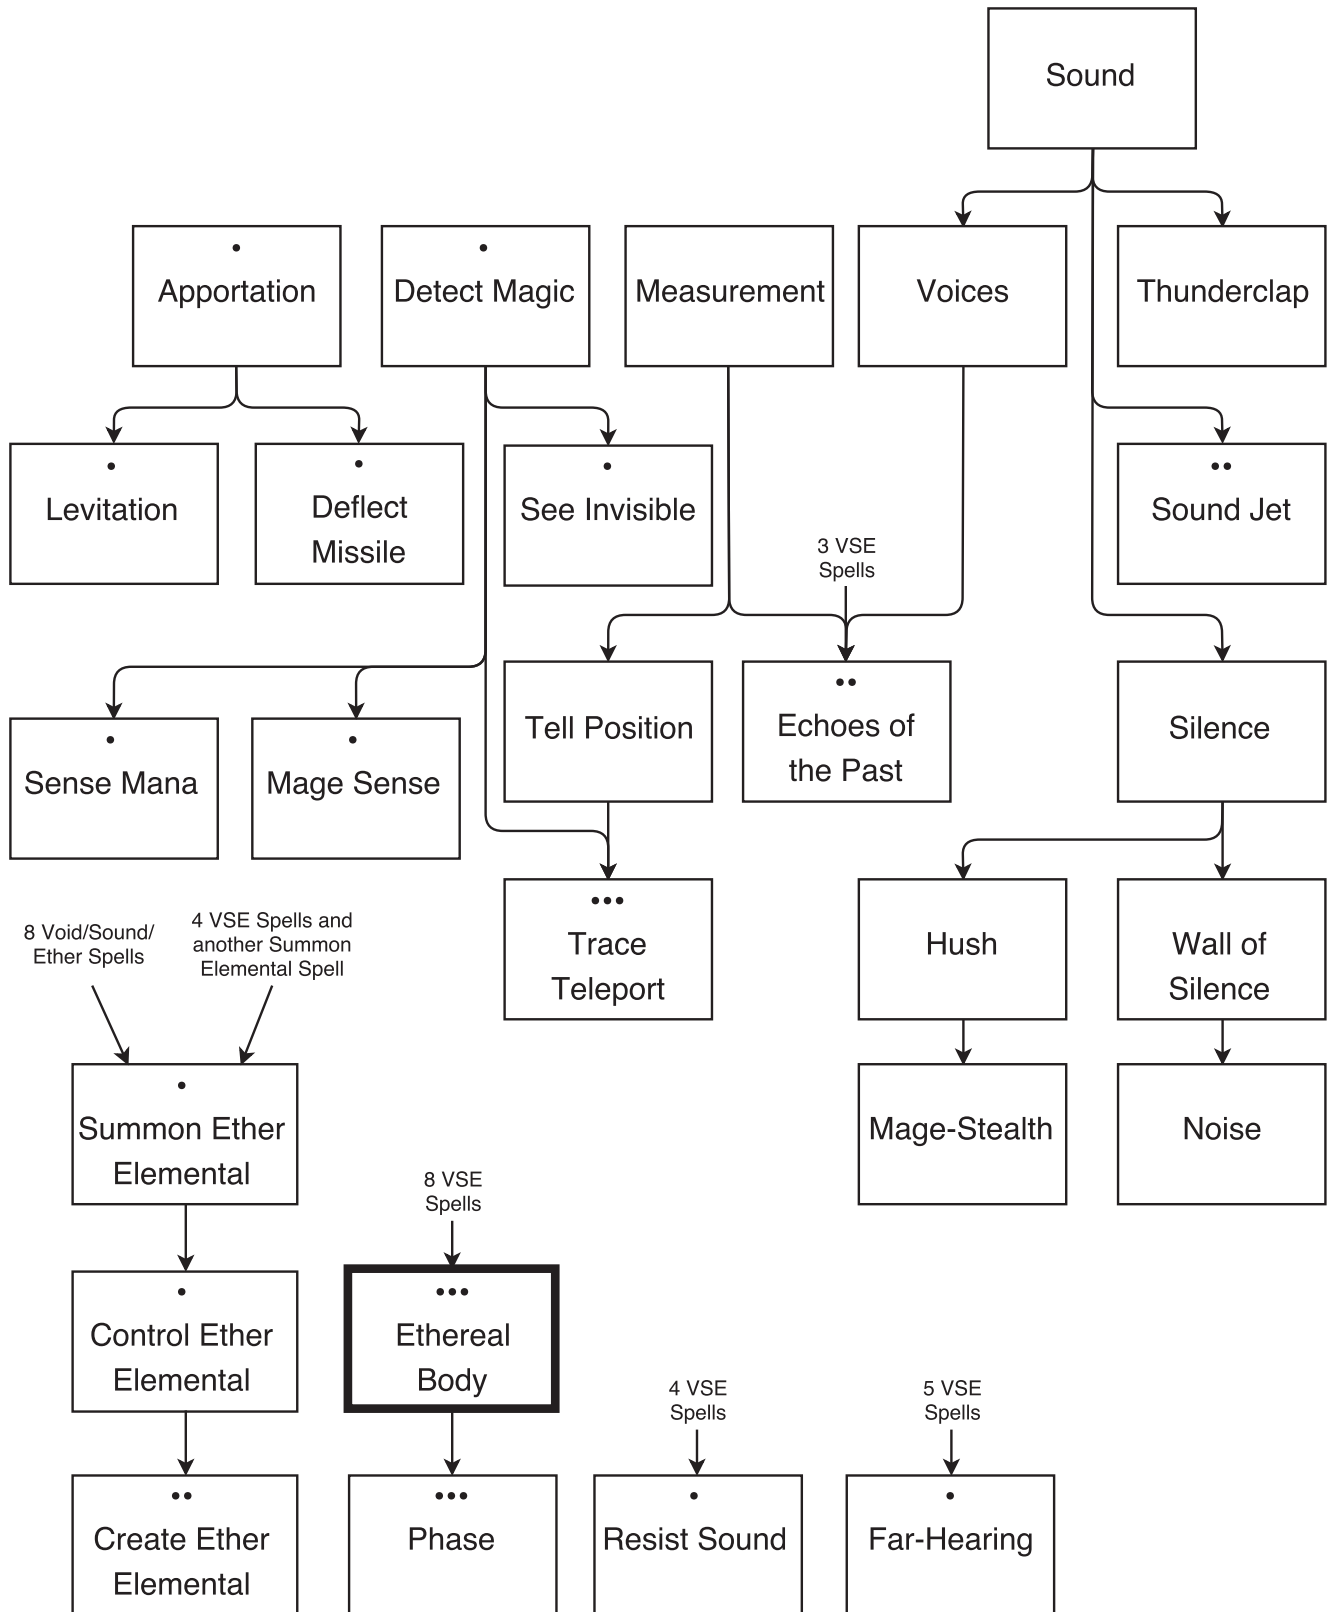 Sound
Apportation
Detect Magic
Measurement
Voices
Thunderclap
Levitation
Deflect
Missile
See Invisible
Sound Jet
3 VSE
Spells
Sense Mana
Mage Sense
Tell Position
Echoes of
the Past
Silence
8 Void/Sound/
Ether Spells
4 VSE Spells and
another Summon
Elemental Spell
Trace
Teleport
Hush
Wall of
Silence
Summon Ether
Elemental
Mage-Stealth
Noise
8 VSE
Spells
Control Ether
Elemental
Ethereal
Body
4 VSE
Spells
5 VSE
Spells
Create Ether
Elemental
Phase
Resist Sound
Far-Hearing